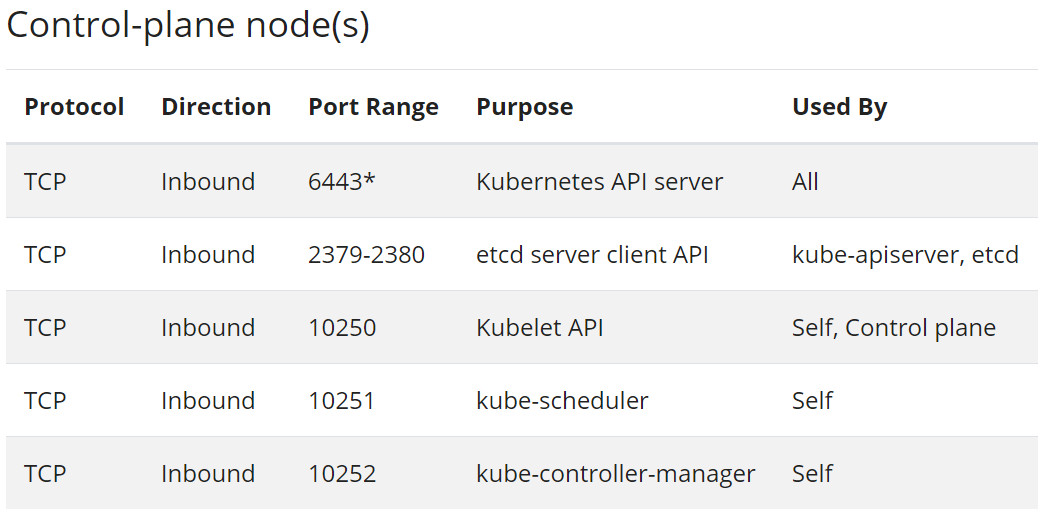 Control-plane node(s)
Protocol Direction Port Range Purpose Used By
TCP Inbound 6443* Kubernetes API server All
TCP Inbound 2379-2380 etcd server client API kube-apiserver, etcd
TCP Inbound 10250 Kubelet API Self, Control plane
TCP Inbound 10251 kube-scheduler Self
TCP Inbound 10252 kube-controller-manager Self